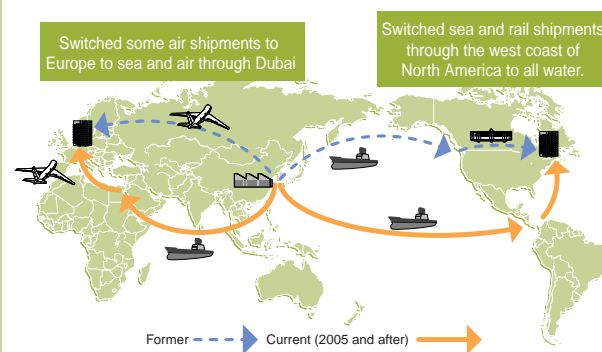 Switched some air shipments to
Europe to sea and air through Dubai
Switched sea and rail shipments
through the west coast of
North America to all water.
Former
Current (2005 and after)